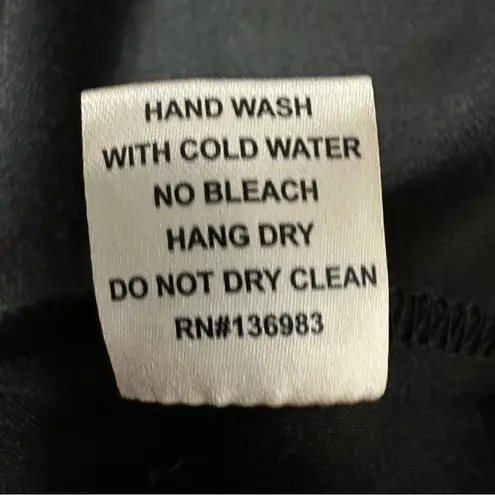 HAND WASH
WITH COLD WATER
NO BLEACH
HANG DRY
DO NOT DRY CLEAN
RN#136983